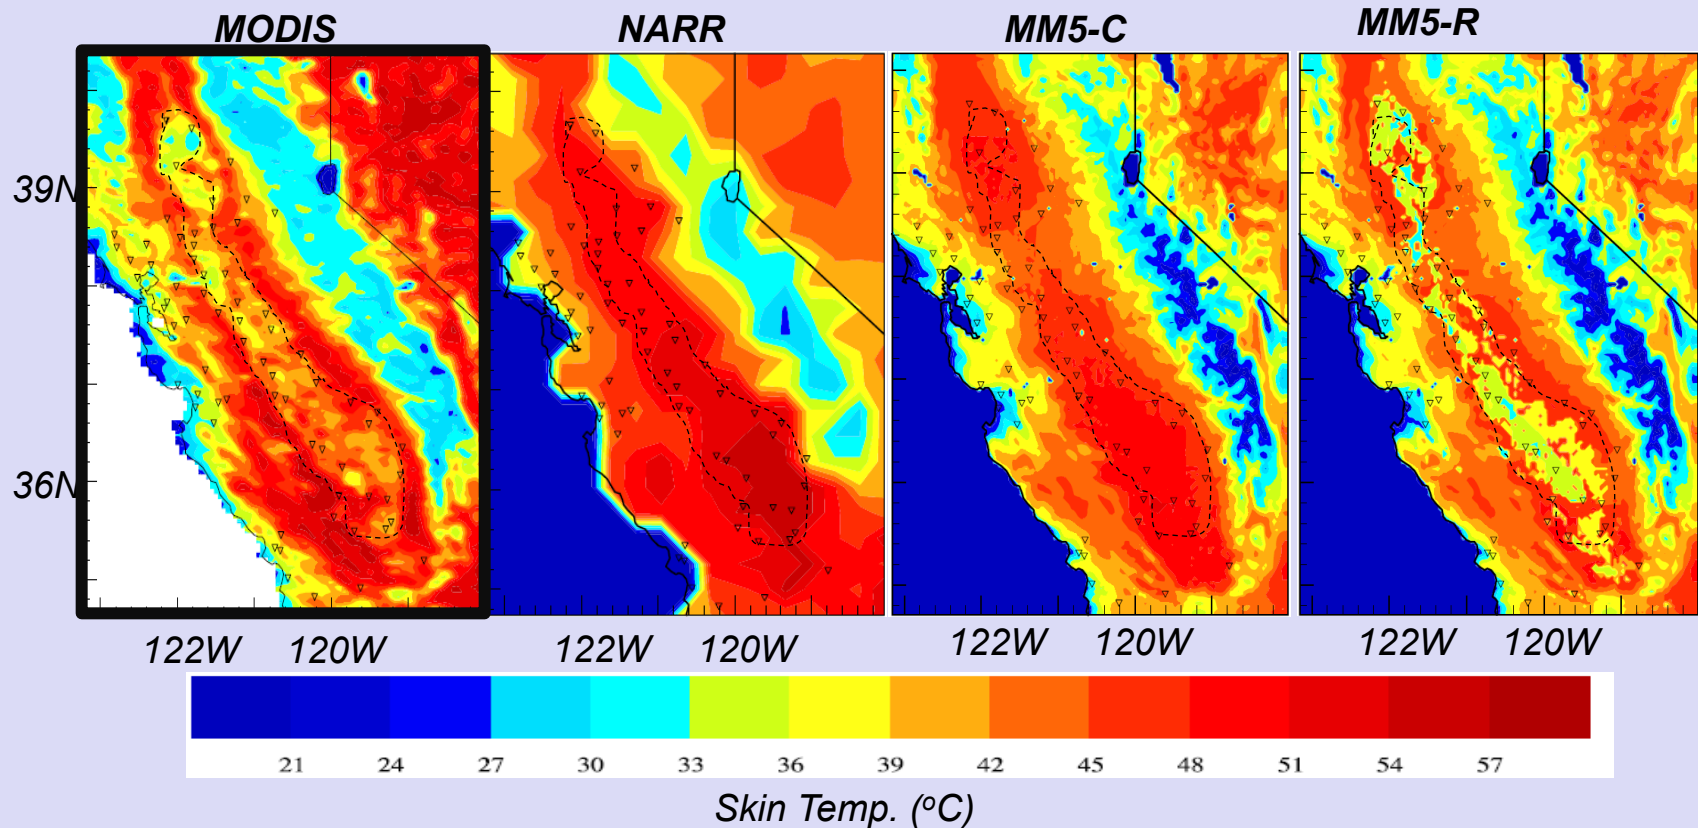 MODIS NARR MM5-C MM5-R
39N
36N
122W 120W 122W 120W 122W 120W 122W 120W
21 24 27 30 33 36 39 42 45 48 51 54 57
Skin Temp. (°C)